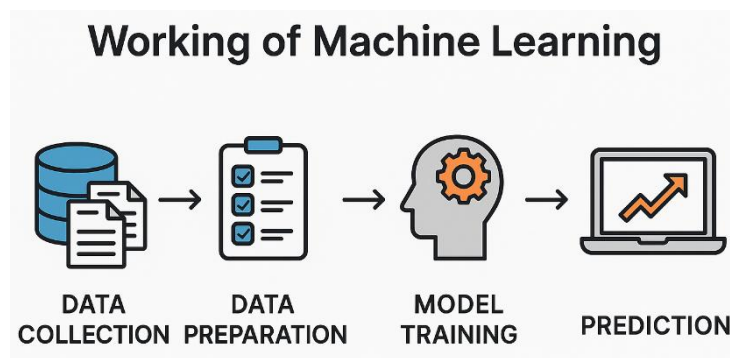 Working of Machine Learning
DATA
COLLECTION
DATA
PREPARATION
MODEL
TRAINING
PREDICTION